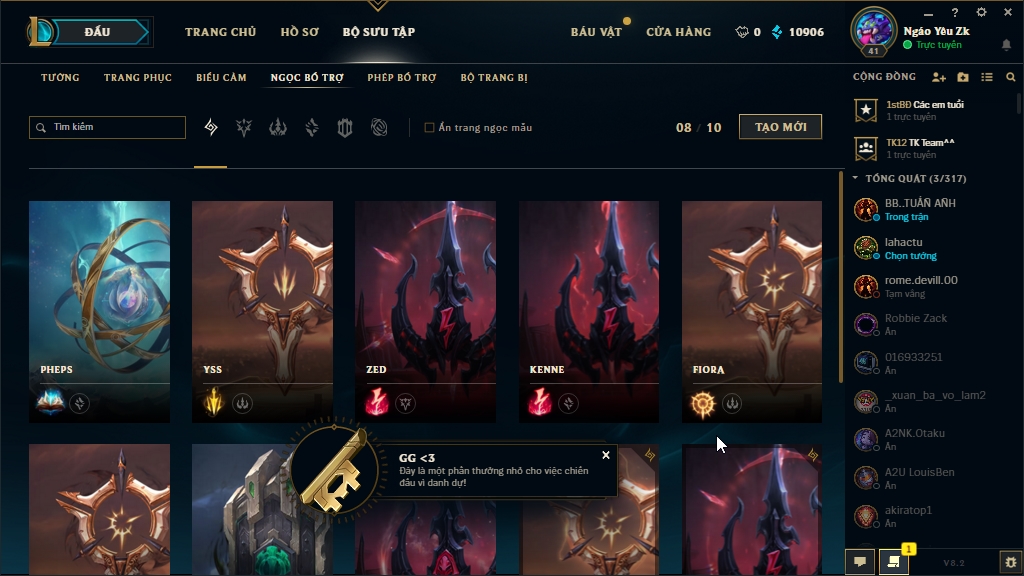 ĐẤU
TRANG CHỦ
HỒ SƠ
BỘ SƯU TẬP
BÁU VẬT
CỬA HÀNG
0
10906
?
41
Ngáo Yêu Zk
Trực tuyến
TƯỚNG
TRANG PHỤC
BIỂU CẢM
NGỌC BỔ TRỢ
PHÉP BỔ TRỢ
BỘ TRANG BỊ
Tìm kiếm
Ẩn trang ngọc mẫu
08 / 10
TẠO MỚI
PHEPS
YSS
ZED
KENNE
FIORA
GG <3
Đây là một phần thưởng nhỏ cho việc chiến
đấu vì danh dự!
CỘNG ĐỒNG
1stBD Các em tuổi
1 trực tuyến
TK12 TK Team^^
1 trực tuyến
TỔNG QUÁT (3/317)
BB..TUẤN ANH
Trong trận
lahactu
Chọn tướng
rome.devill.00
Tạm vắng
Robbie Zack
Ẩn
016933251
Ẩn
_xuan_ba_vo_lam2
Ẩn
A2NK.Otaku
Ẩn
A2U LouisBen
Ẩn
akiratop1
Ẩn
1
V8.2